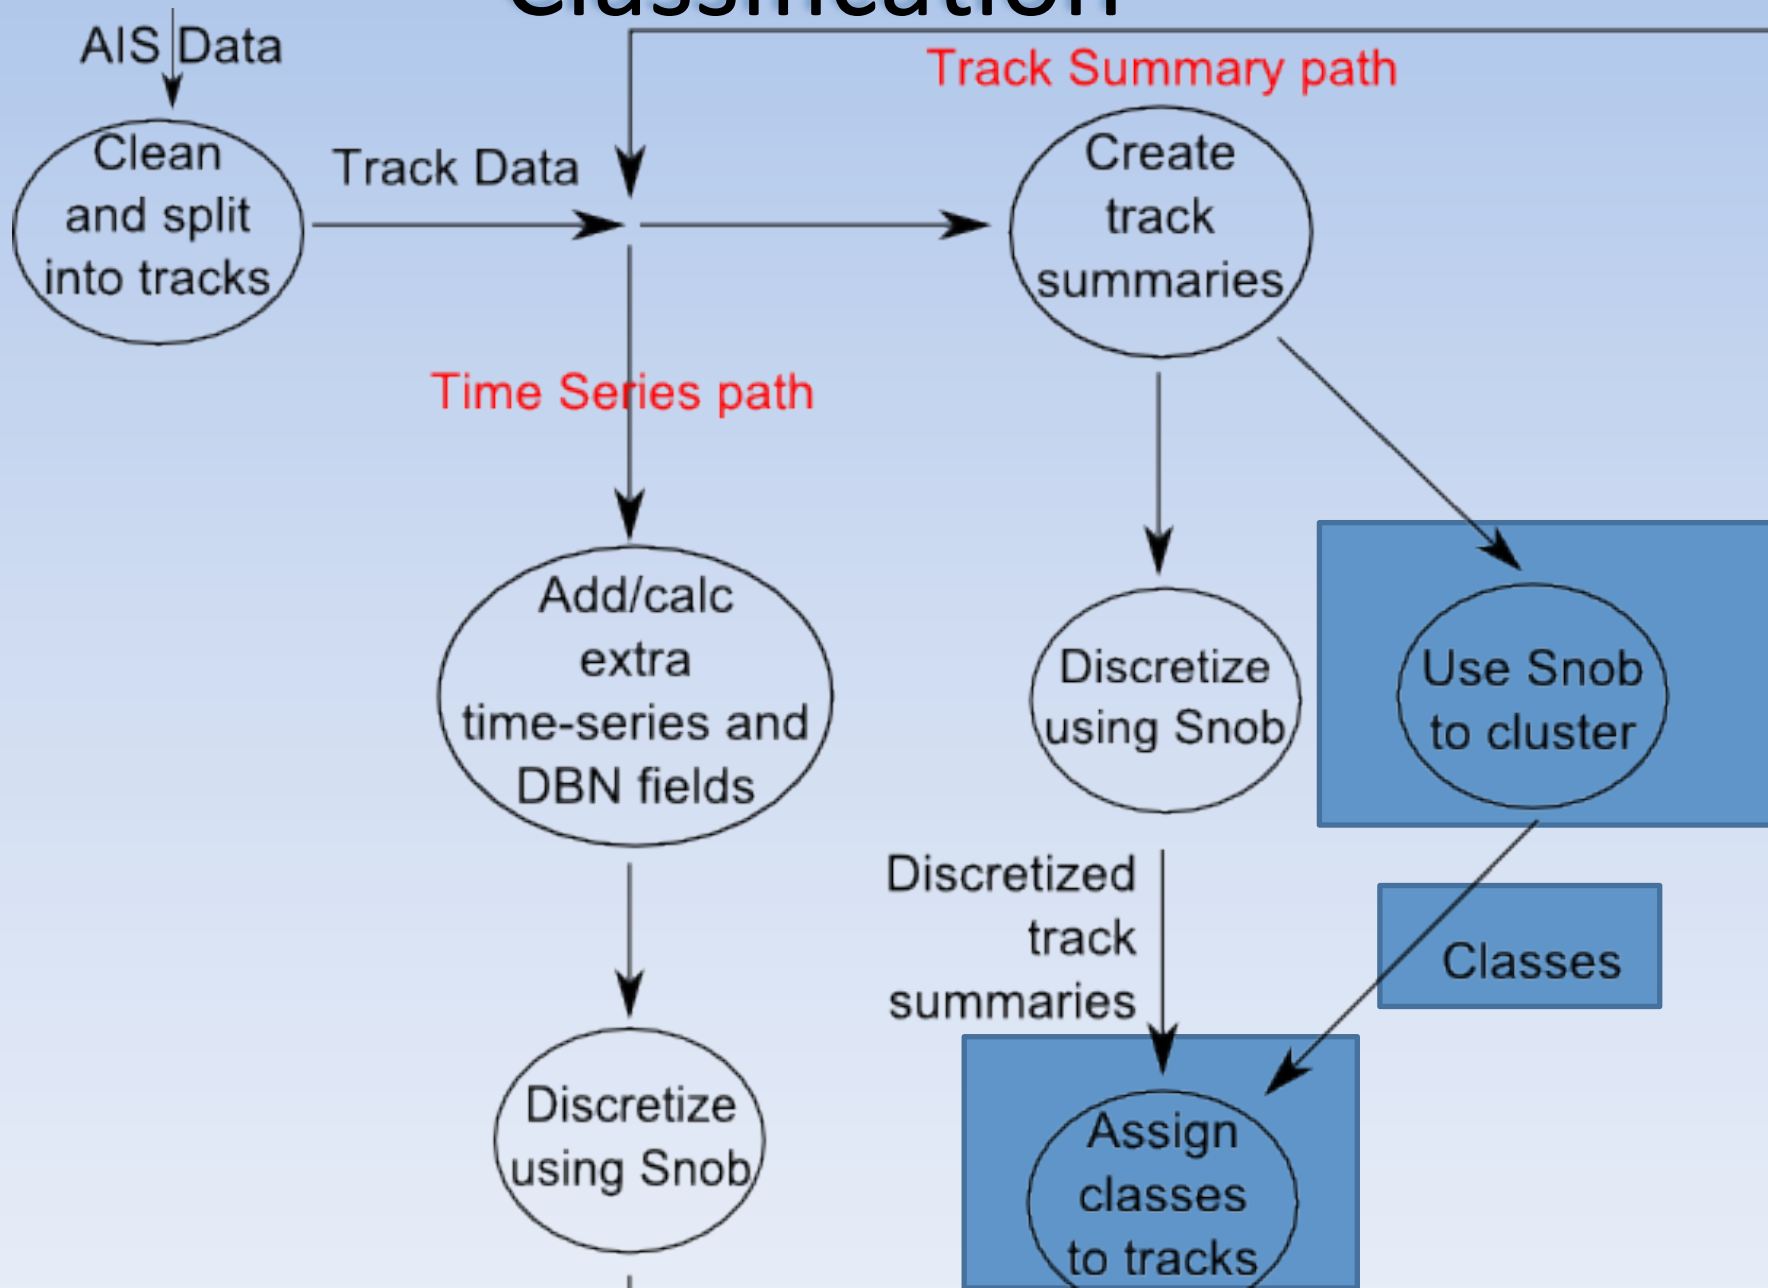 Classification
AIS Data
Track Summary path
Clean
and split
into tracks
Track Data
Create
track
summaries
Time Series path
Add/calc
extra
time-series and
DBN fields
Discretize
using Snob
Use Snob
to cluster
Discretized
track
summaries
Classes
Discretize
using Snob
Assign
classes
to tracks